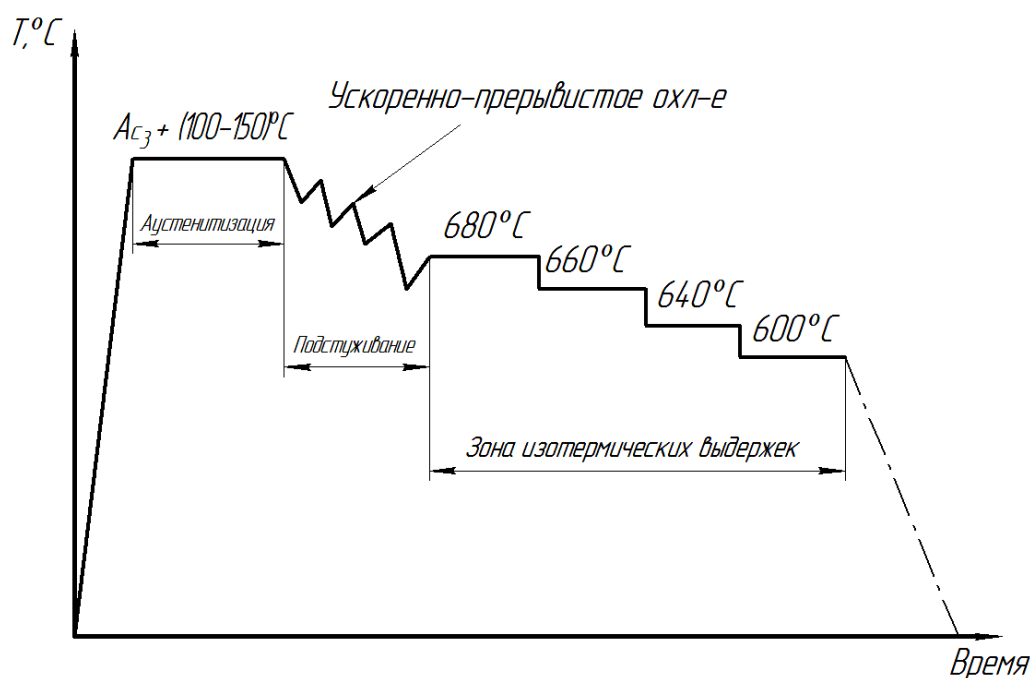 T,°C
Ускоренно-прерывистое охл-е
Ac₃ + (100-150)°C
Аустенитизация
680°C
660°C
640°C
600°C
Подстуживание
Зона изотермических выдержек
Время